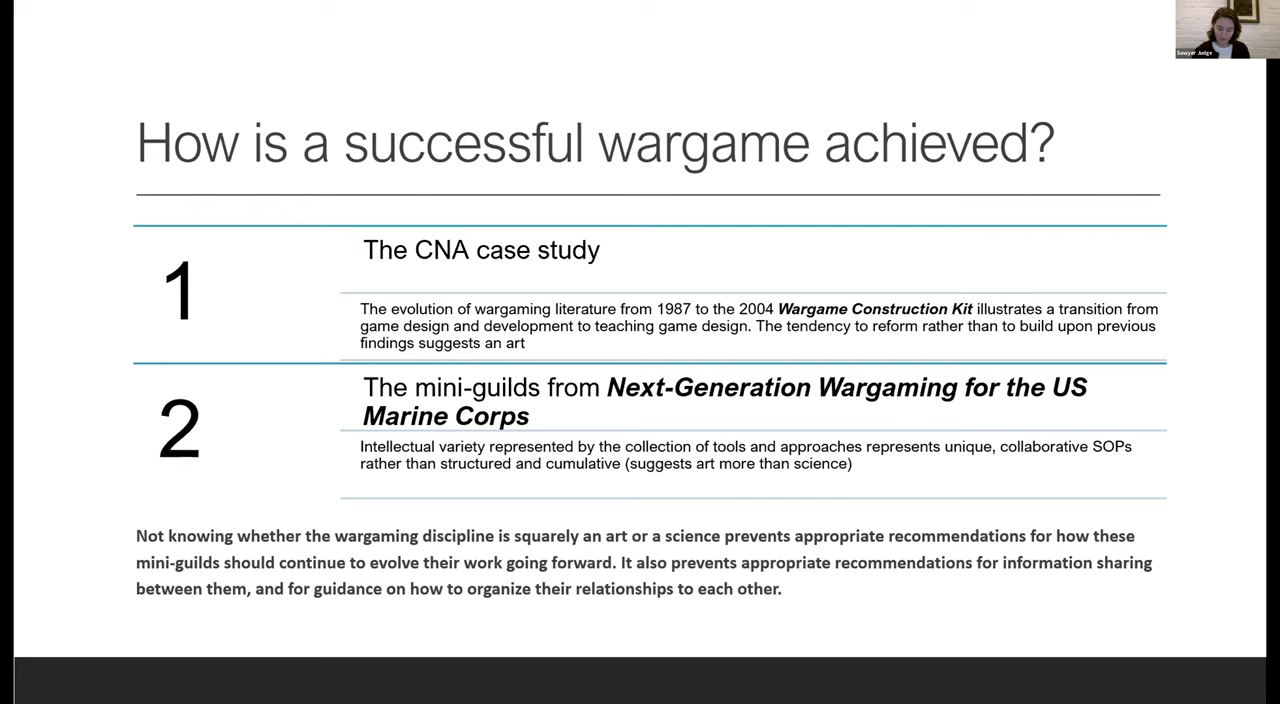 Sawyer Judge
How is a successful wargame achieved?
1
The CNA case study
The evolution of wargaming literature from 1987 to the 2004 Wargame Construction Kit illustrates a transition from
game design and development to teaching game design. The tendency to reform rather than to build upon previous
findings suggests an art
2
The mini-guilds from Next-Generation Wargaming for the US
Marine Corps
Intellectual variety represented by the collection of tools and approaches represents unique, collaborative SOPs
rather than structured and cumulative (suggests art more than science)
Not knowing whether the wargaming discipline is squarely an art or a science prevents appropriate recommendations for how these
mini-guilds should continue to evolve their work going forward. It also prevents appropriate recommendations for information sharing
between them, and for guidance on how to organize their relationships to each other.